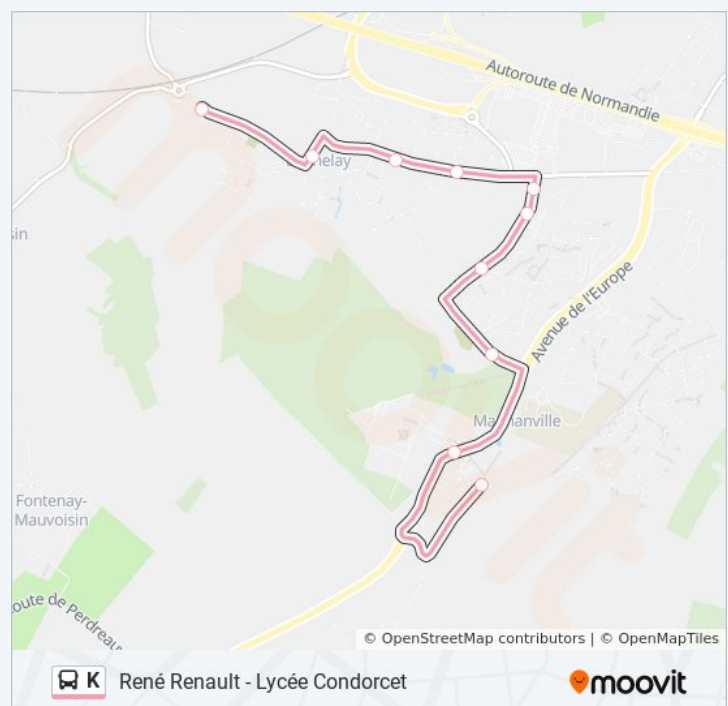 Autoroute de Normandie
sin
Avenue de l'Europe
Fontenay-
Mauvoisin
oute de Perdreau
© OpenStreetMap contributors | © OpenMapTiles
K René Renault - Lycée Condorcet
moovit